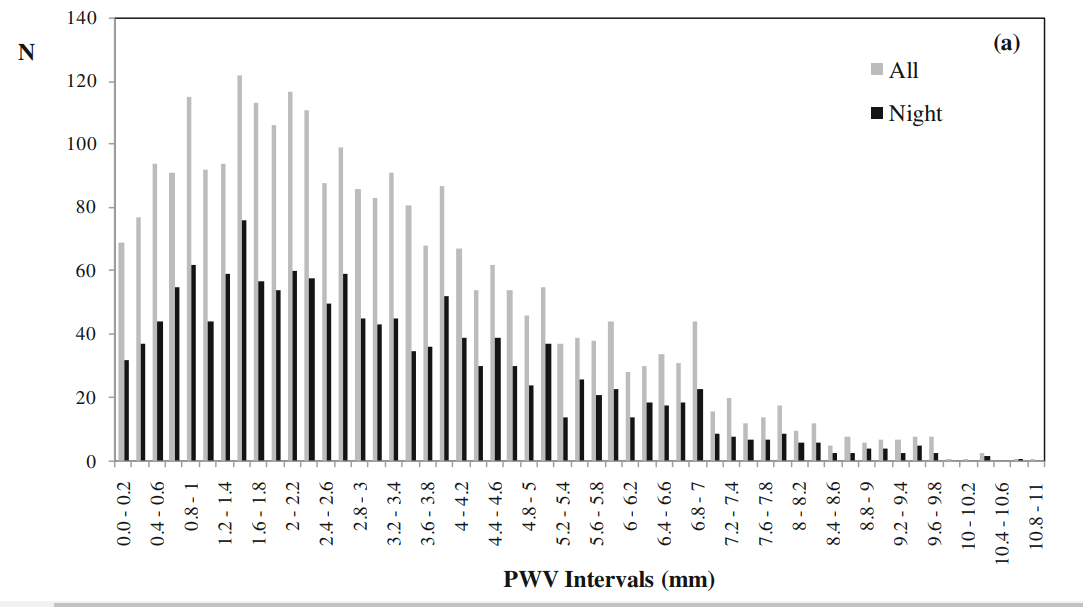 140
(a)
N
All
120
Night
100
80
60
40
20
0
0.0 - 0.2
0.4 - 0.6
0.8 - 1
1.2 - 1.4
1.6 - 1.8
2 - 2.2
2.4 - 2.6
2.8 - 3
3.2 - 3.4
3.6 - 3.8
4 - 4.2
4.4 - 4.6
4.8 - 5
5.2 - 5.4
5.6 - 5.8
6 - 6.2
6.4 - 6.6
6.8 - 7
7.2 - 7.4
7.6 - 7.8
8 - 8.2
8.4 - 8.6
8.8 - 9
9.2 - 9.4
9.6 - 9.8
10 - 10.2
10.4 - 10.6
10.8 - 11
PWV Intervals (mm)